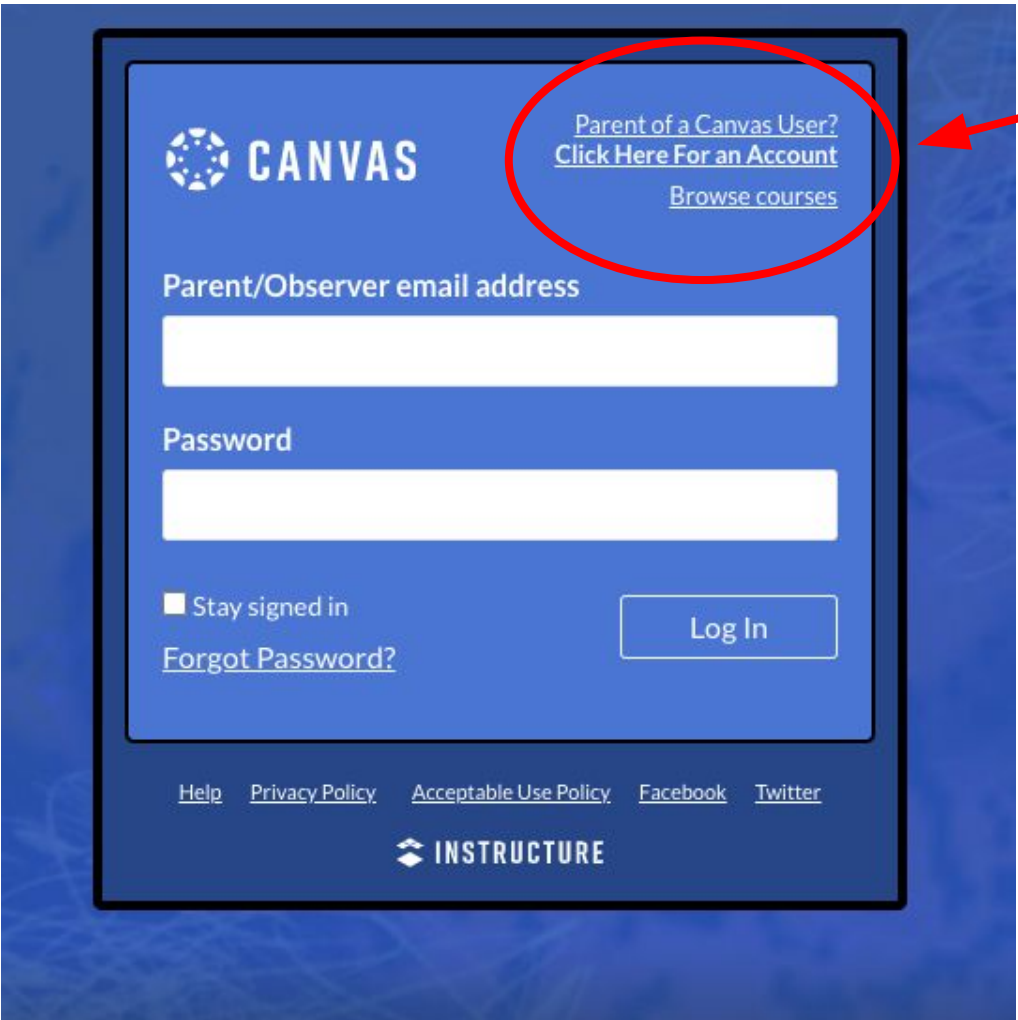 CANVAS
Parent of a Canvas User?
Click Here For an Account
Browse courses
Parent/Observer email address
Password
Stay signed in
Forgot Password?
Log In
Help Privacy Policy Acceptable Use Policy Facebook Twitter
INSTRUCTURE